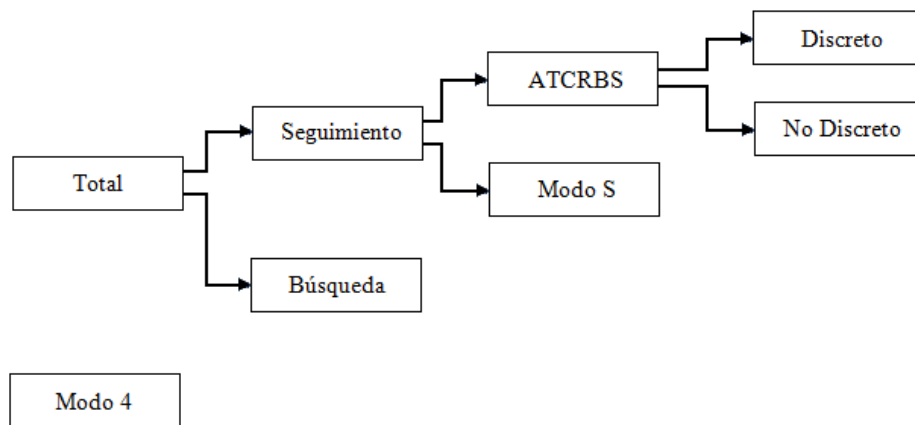 Discreto
ATCRBS
Seguimiento
No Discreto
Total
Modo S
Búsqueda
Modo 4